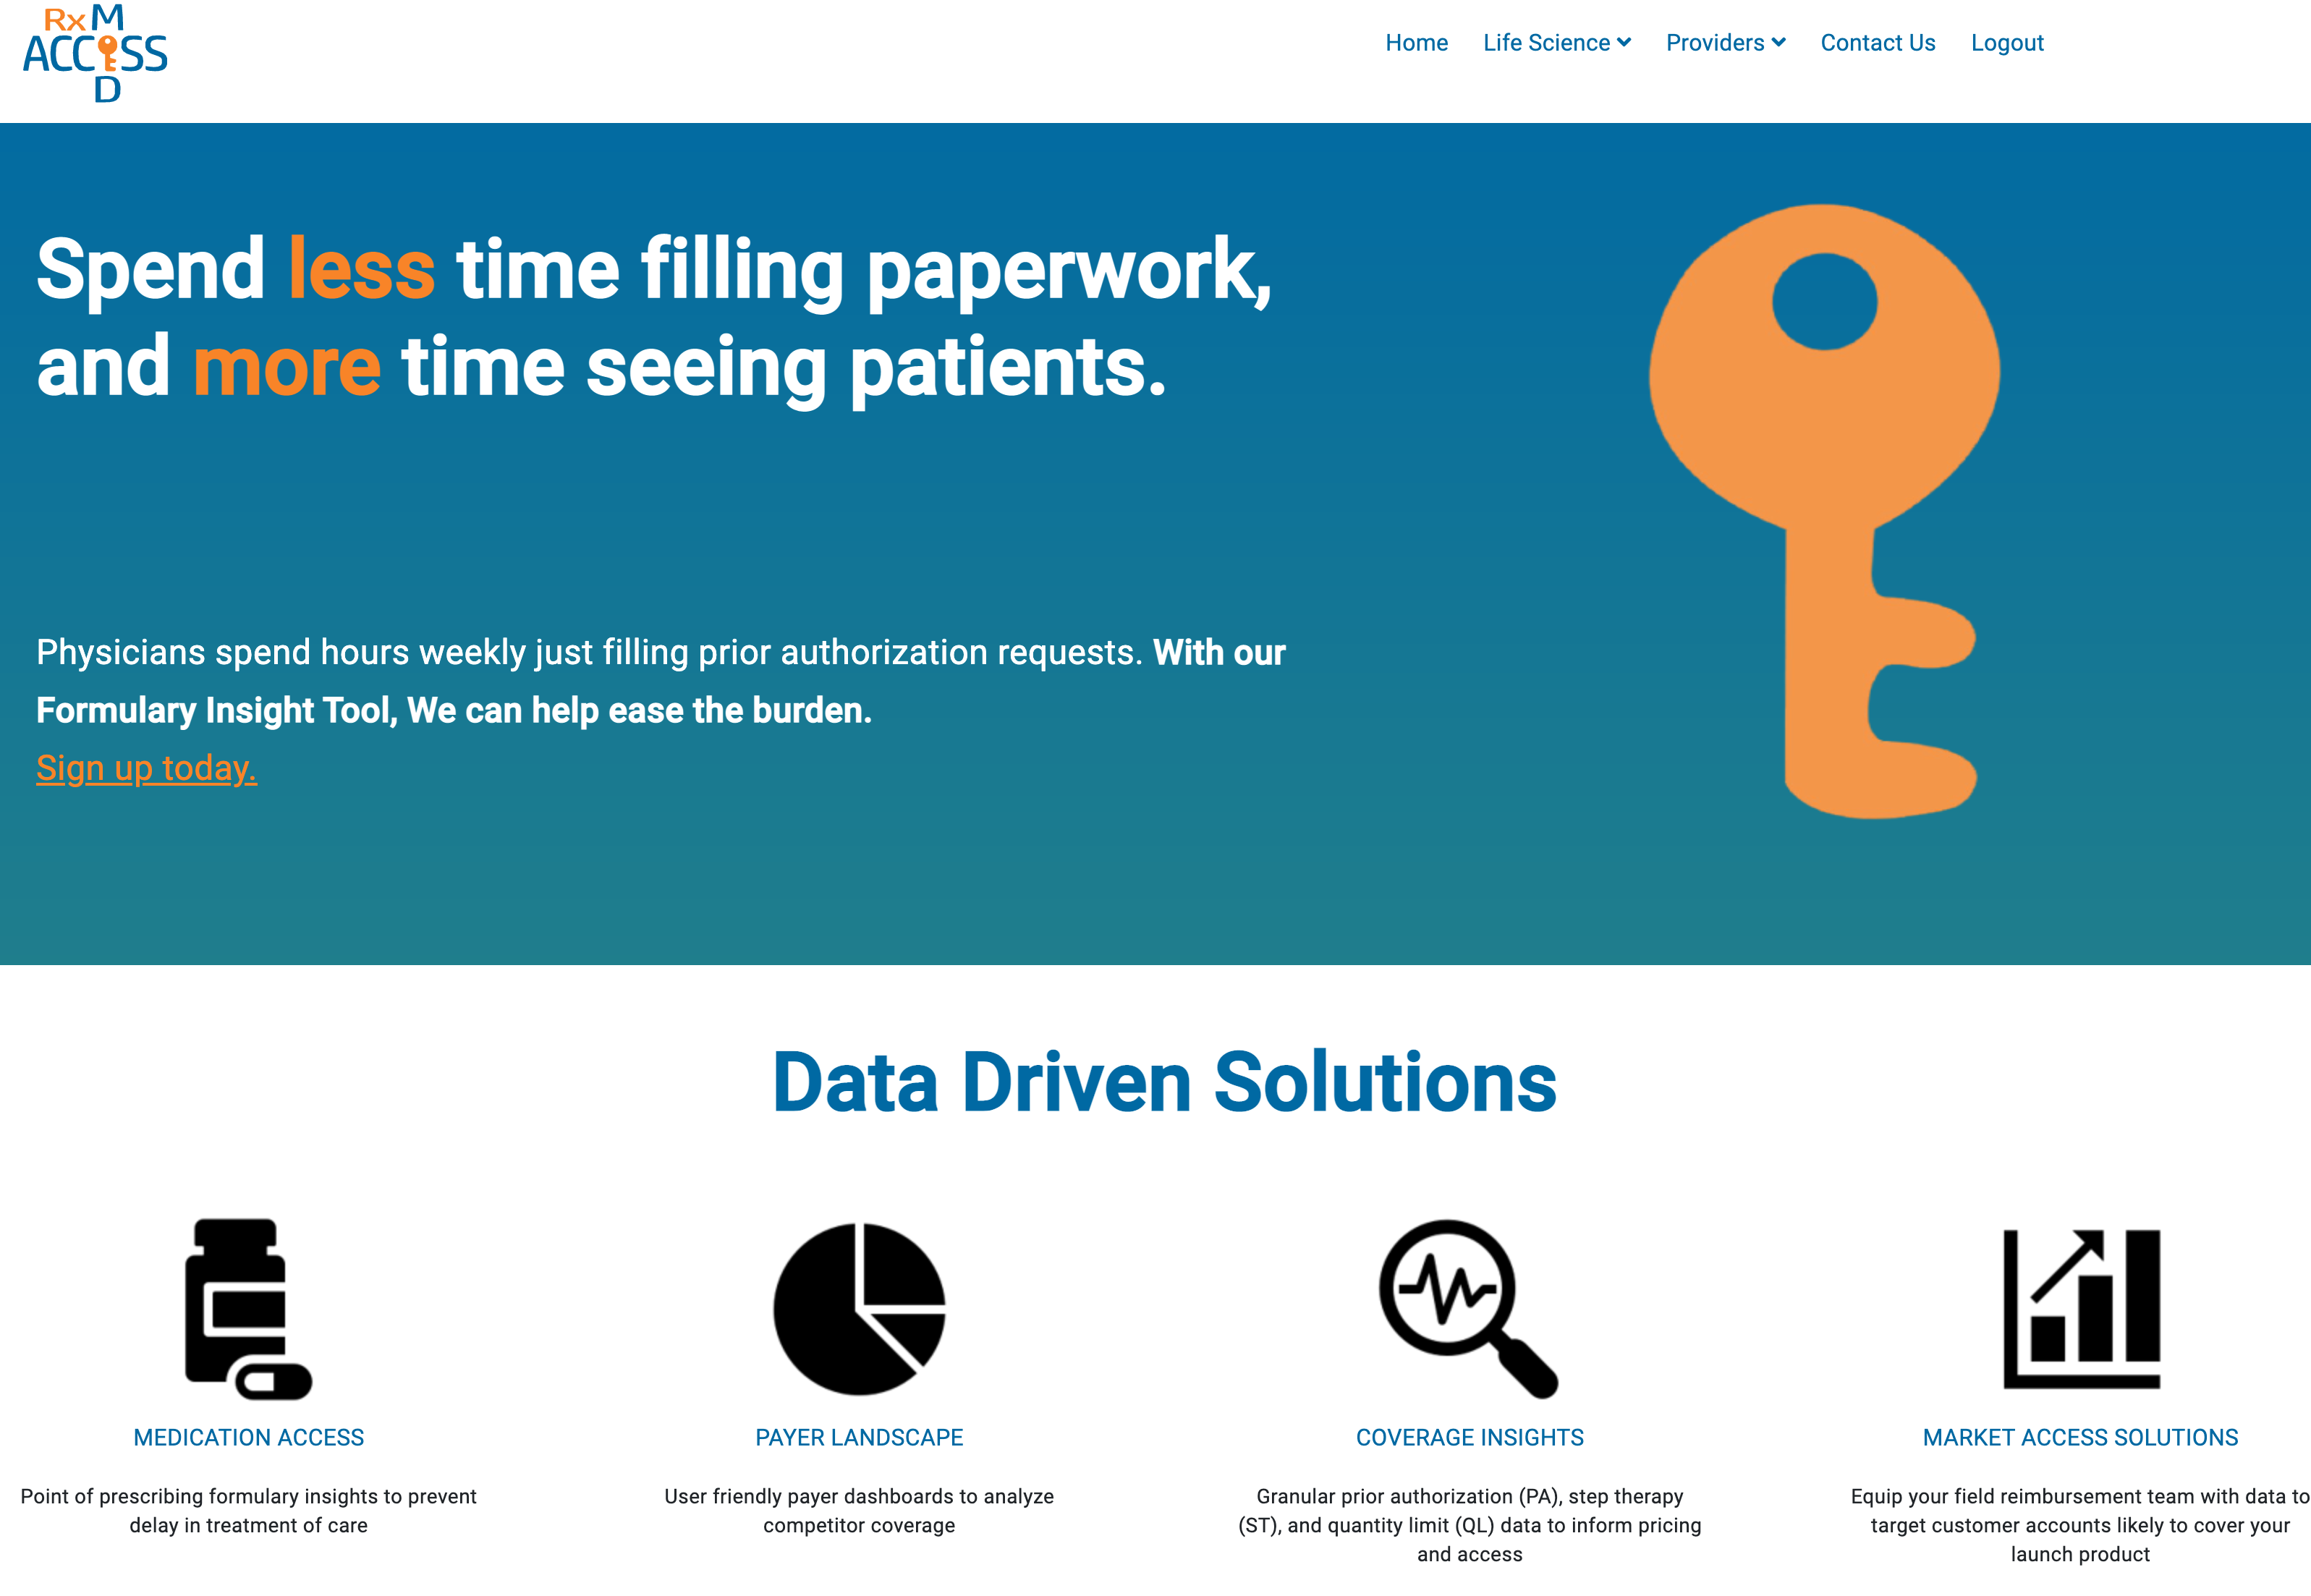 RxM
ACCESS
D
Home Life Science Providers Contact Us Logout
Spend less time filling paperwork,
and more time seeing patients.
Physicians spend hours weekly just filling prior authorization requests. With our
Formulary Insight Tool, We can help ease the burden.
Sign up today.
Data Driven Solutions
MEDICATION ACCESS
Point of prescribing formulary insights to prevent
delay in treatment of care
PAYER LANDSCAPE
User friendly payer dashboards to analyze
competitor coverage
COVERAGE INSIGHTS
Granular prior authorization (PA), step therapy
(ST), and quantity limit (QL) data to inform pricing
and access
MARKET ACCESS SOLUTIONS
Equip your field reimbursement team with data to
target customer accounts likely to cover your
launch product